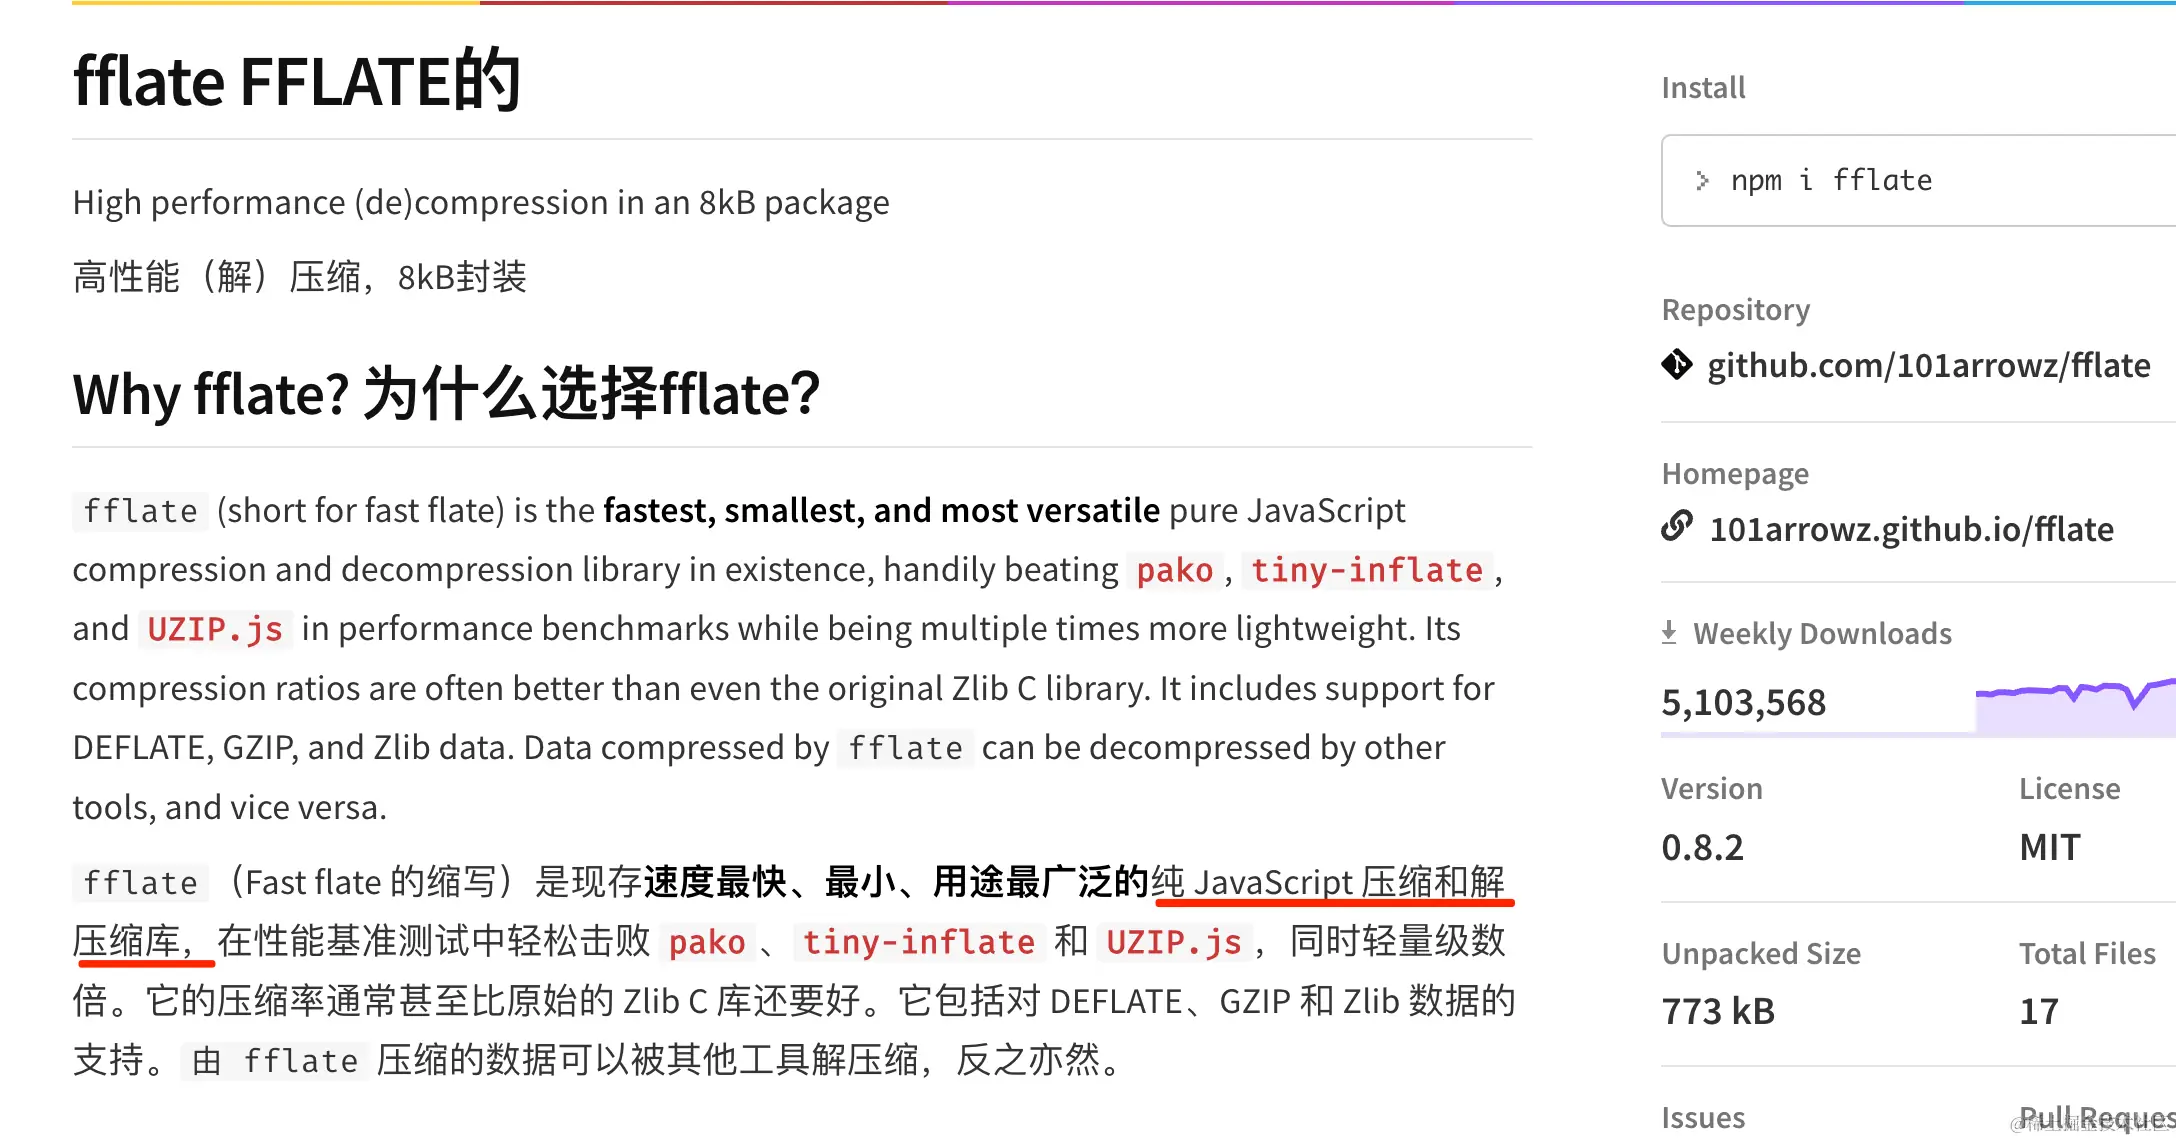 fflate FFLATE的
High performance (de)compression in an 8kB package
高性能（解）压缩，8kB封装
Why fflate? 为什么选择fflate？
fflate (short for fast flate) is the fastest, smallest, and most versatile pure JavaScript
compression and decompression library in existence, handily beating pako, tiny-inflate,
and UZIP.js in performance benchmarks while being multiple times more lightweight. Its
compression ratios are often better than even the original Zlib C library. It includes support for
DEFLATE, GZIP, and Zlib data. Data compressed by fflate can be decompressed by other
tools, and vice versa.
fflate（Fast flate 的缩写）是现存速度最快、最小、用途最广泛的纯 JavaScript 压缩和解
压缩库，在性能基准测试中轻松击败 pako、tiny-inflate 和 UZIP.js，同时轻量级数
倍。它的压缩率通常甚至比原始的 Zlib C 库还要好。它包括对 DEFLATE、GZIP 和 Zlib 数据的
支持。由 fflate 压缩的数据可以被其他工具解压缩，反之亦然。
Install
> npm i fflate
Repository
github.com/101arrowz/fflate
Homepage
101arrowz.github.io/fflate
Weekly Downloads
5,103,568
Version License
0.8.2 MIT
Unpacked Size Total Files
773 kB 17
Issues Pull Reques
@稀土掘金技术社区